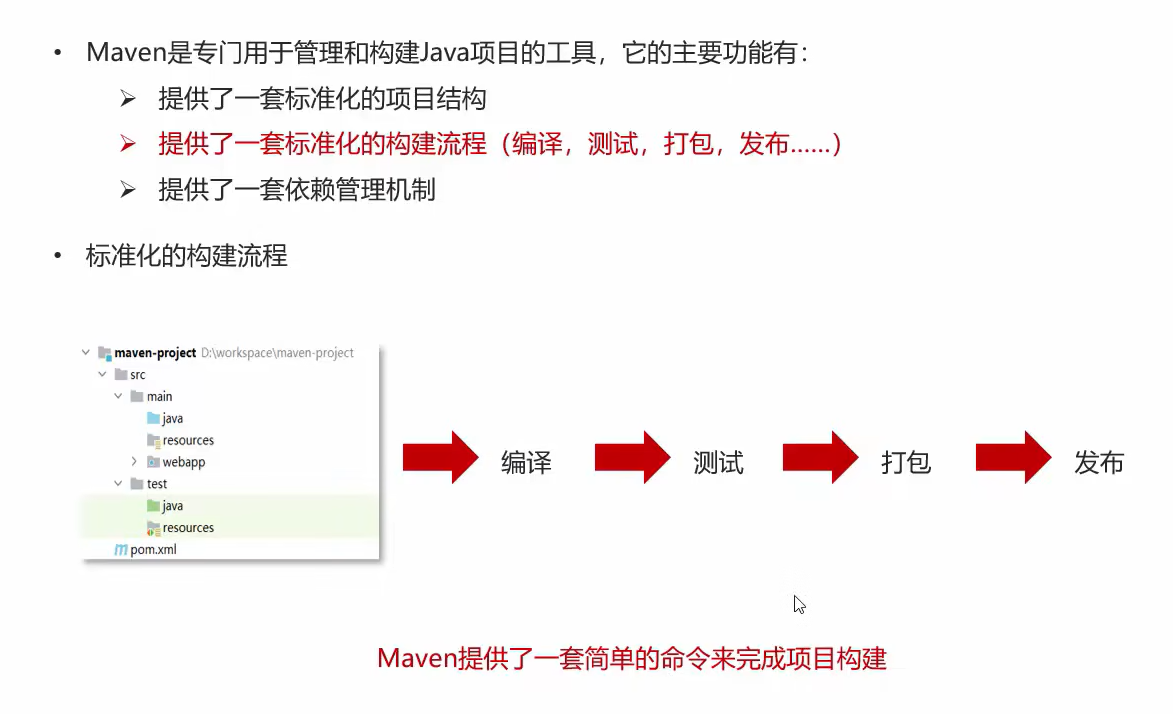 • Maven是专门用于管理和构建Java项目的工具，它的主要功能有：
➢ 提供了一套标准化的项目结构
➢ 提供了一套标准化的构建流程（编译，测试，打包，发布……）
➢ 提供了一套依赖管理机制
• 标准化的构建流程
maven-project D:\workspace\maven-project
src
main
java
resources
webapp
test
java
resources
pom.xml
编译
测试
打包
发布
Maven提供了一套简单的命令来完成项目构建